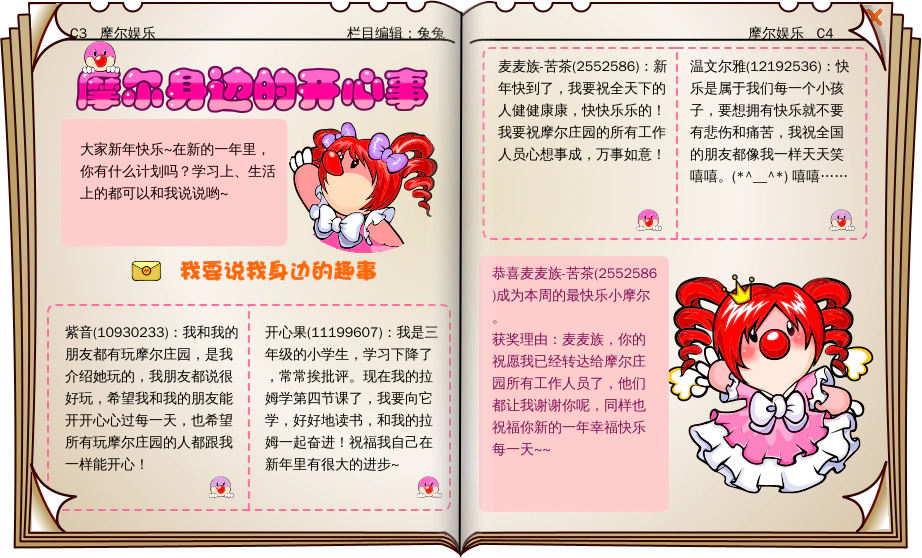 C3 摩尔娱乐 栏目编辑：兔兔
摩尔身边的开心事
大家新年快乐~在新的一年里，
你有什么计划吗？学习上、生活
上的都可以和我说说哟~
我要说我身边的趣事
紫音(10930233)：我和我的
朋友都有玩摩尔庄园，是我
介绍她玩的，我朋友都说很
好玩，希望我和我的朋友能
开开心心过每一天，也希望
所有玩摩尔庄园的人都跟我
一样能开心！
开心果(11199607)：我是三
年级的小学生，学习下降了
，常常挨批评。现在我的拉
姆学第四节课了，我要向它
学，好好地读书，和我的拉
姆一起奋进！祝福我自己在
新年里有很大的进步~
摩尔娱乐 C4
麦麦族-苦茶(2552586)：新
年快到了，我要祝全天下的
人健健康康，快快乐乐的！
我要祝摩尔庄园的所有工作
人员心想事成，万事如意！
温文尔雅(12192536)：快
乐是属于我们每一个小孩
子，要想拥有快乐就不要
有悲伤和痛苦，我祝全国
的朋友都像我一样天天笑
嘻嘻。(*^__^*) 嘻嘻……
恭喜麦麦族-苦茶(2552586
)成为本周的最快乐小摩尔
。
获奖理由：麦麦族，你的
祝愿我已经转达给摩尔庄
园所有工作人员了，他们
都让我谢谢你呢，同样也
祝福你新的一年幸福快乐
每一天~~